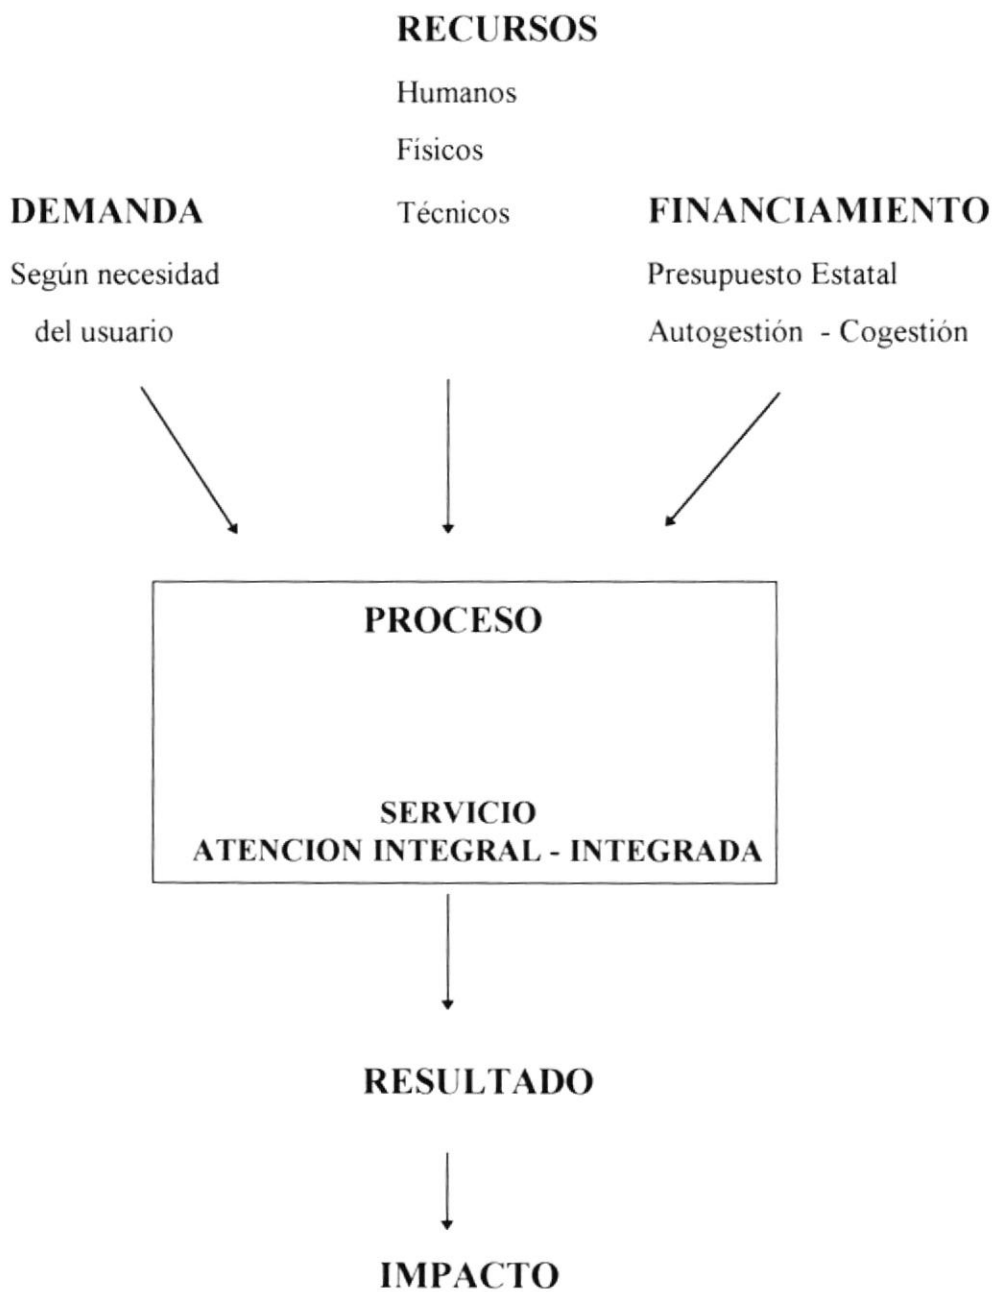 RECURSOS
Humanos
Físicos
Técnicos
DEMANDA
Según necesidad
del usuario
FINANCIAMIENTO
Presupuesto Estatal
Autogestión - Cogestión
PROCESO
SERVICIO
ATENCION INTEGRAL - INTEGRADA
RESULTADO
IMPACTO